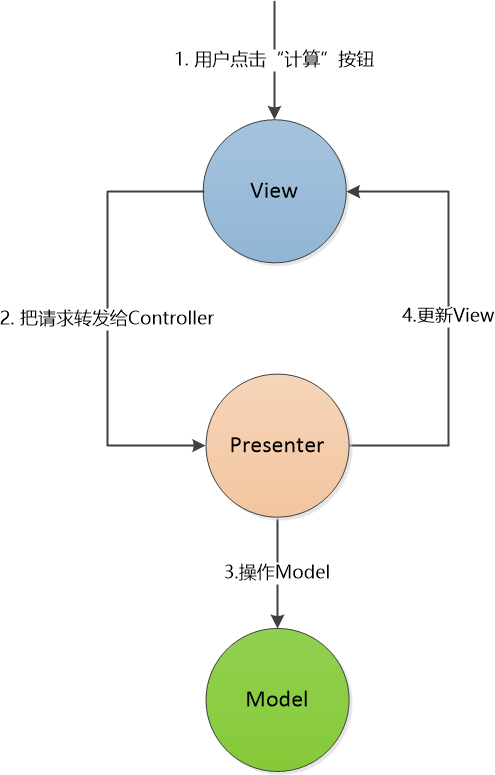 1. 用户点击“计算”按钮
View
2. 把请求转发给Controller
4.更新View
Presenter
3.操作Model
Model